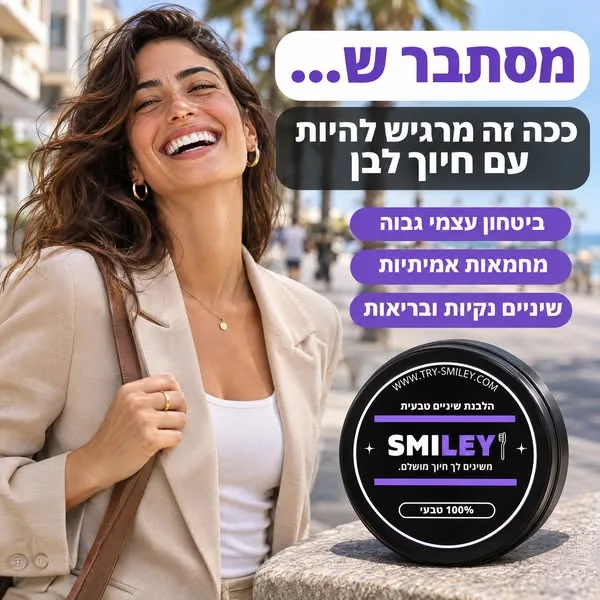 מסתבר ש...
ככה זה מרגיש להיות
עם חיוך לבן
ביטחון עצמי גבוה
מחמאות אמיתיות
שיניים נקיות ובריאות
WWW.TRY-SMILEY.COM
הלבנת שיניים טבעית
SMILEY
משיגים לך חיוך מושלם.
100% טבעי